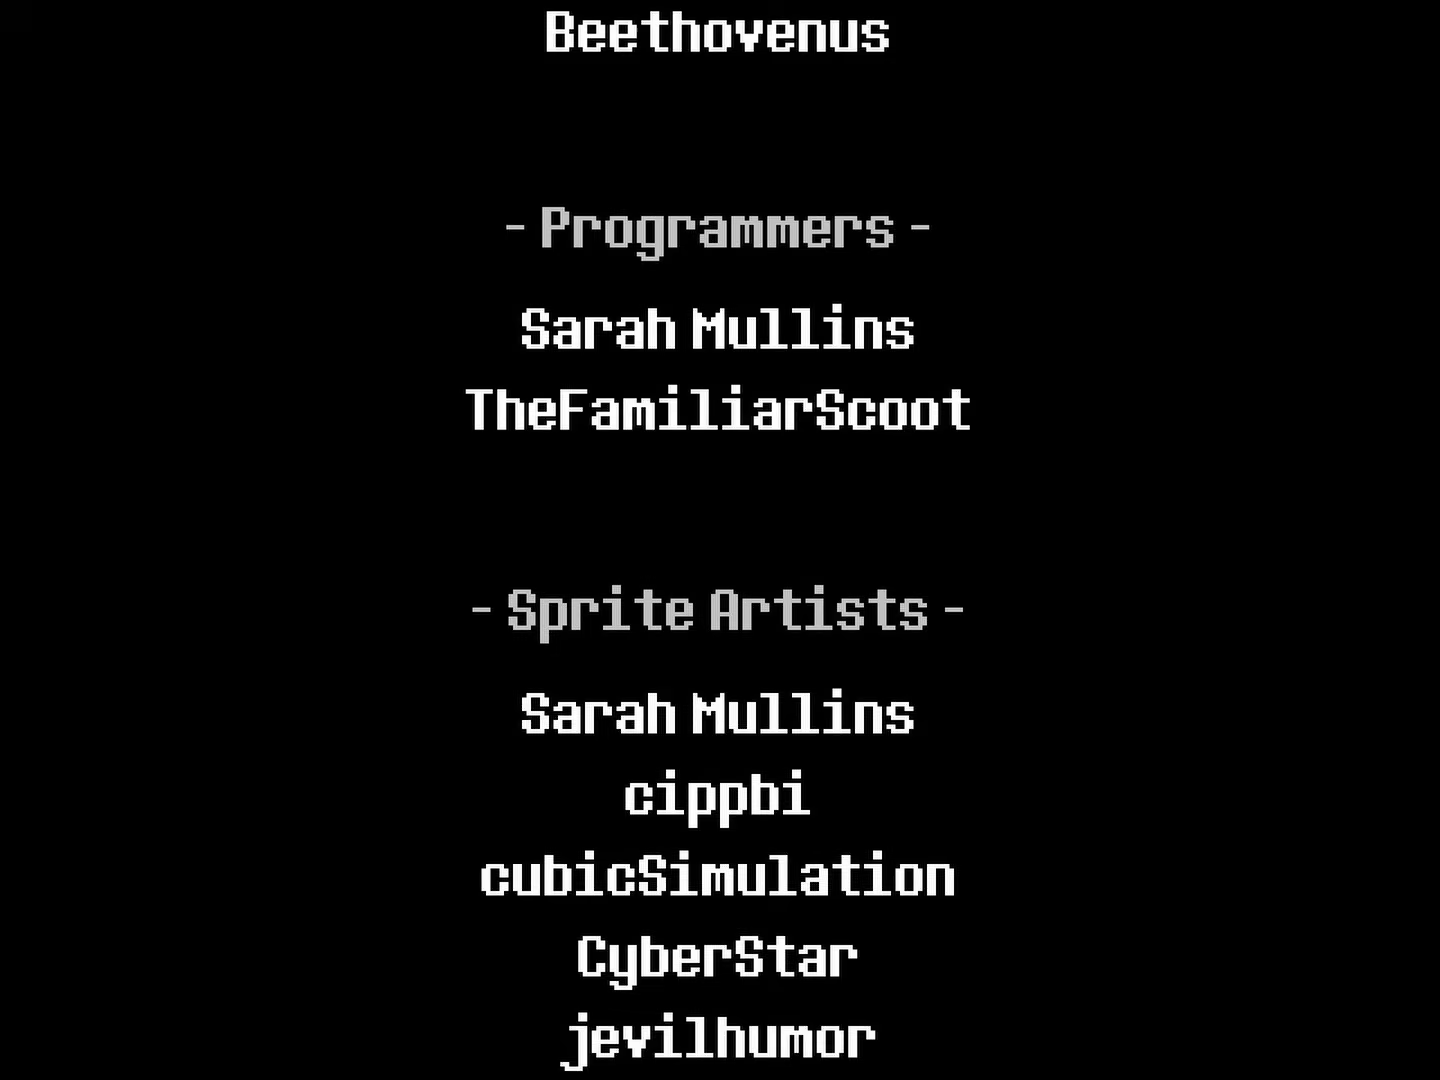 Beethovenus
- Programmers -
Sarah Mullins
TheFamiliarScoot
- Sprite Artists -
Sarah Mullins
cippbi
cubicSimulation
CyberStar
jevilhumor